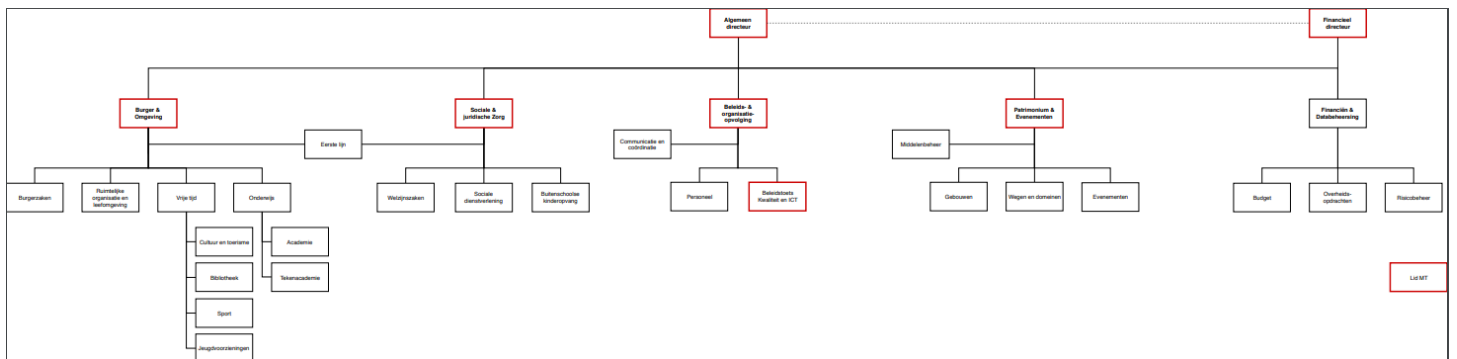 Algemeen
directeur
Financieel
directeur
Burger &
Omgeving
Sociale &
juridische Zorg
Beleids- &
organisatie-
opvolging
Patrimonium &
Evenementen
Financiën &
Databeheersing
Eerste lijn
Communicatie en
coördinatie
Middelenbeheer
Burgerzaken
Ruimtelijke
organisatie en
leefomgeving
Vrije tijd
Onderwijs
Welzijnszaken
Sociale
dienstverlening
Buitenschoolse
kinderopvang
Personeel
Beleidstoets
Kwaliteit en ICT
Gebouwen
Wegen en domeinen
Evenementen
Budget
Overheids-
opdrachten
Risicobeheer
Cultuur en toerisme
Academie
Bibliotheek
Tekenacademie
Lid MT
Sport
Jeugdvoorzieningen